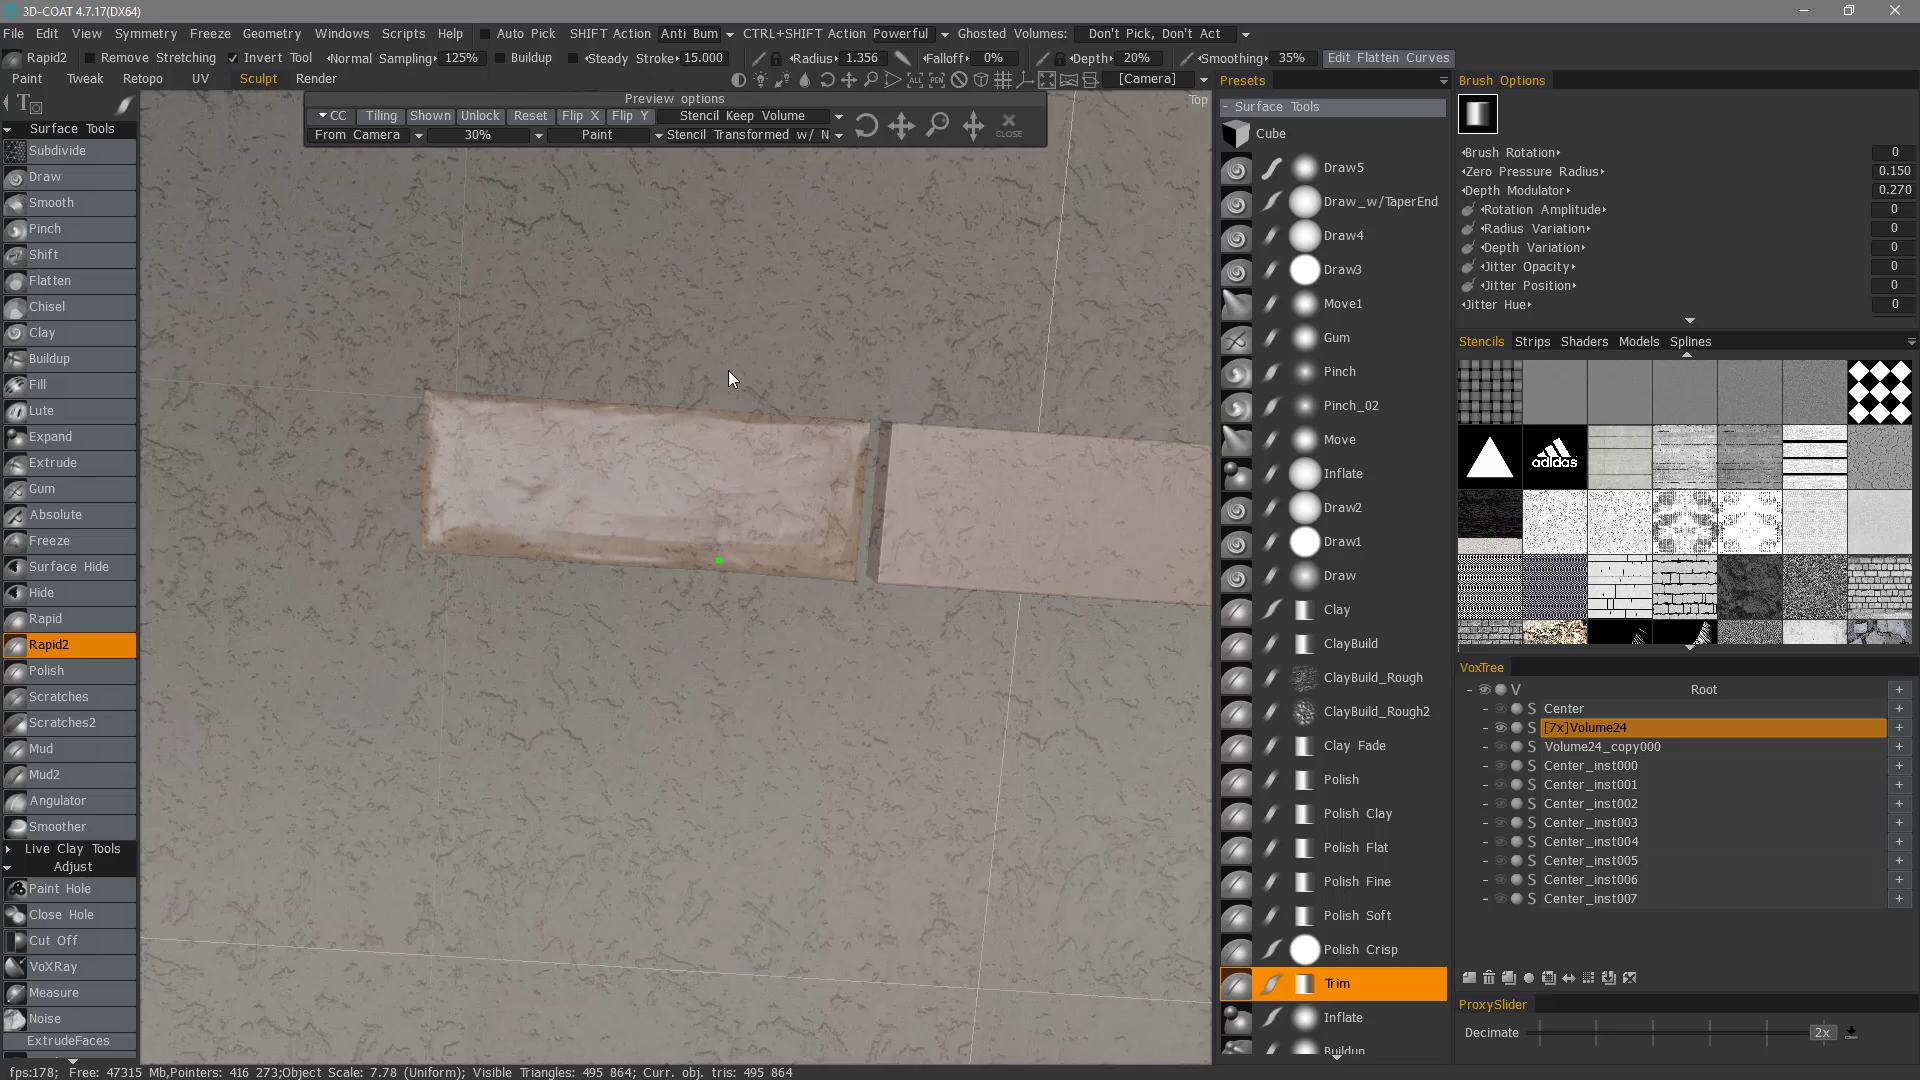 3D-COAT 4.7.17(DX64)
File Edit View Symmetry Freeze Geometry Windows Scripts Help Auto Pick SHIFT Action Anti Bum CTRL+SHIFT Action Powerful Ghosted Volumes: Don't Pick, Don't Act
Rapid2 Remove Stretching Invert Tool Normal Sampling 125% Buildup Steady Stroke 15.000 Radius 1.356 Falloff 0% Depth 20% Smoothing 35% Edit Flatten Curves
Paint Tweak Retopo UV Sculpt Render ALL PEN [Camera]
Preview options
CC Tiling Shown Unlock Reset Flip X Flip Y Stencil Keep Volume
From Camera 30% Paint Stencil Transformed w/ N CLOSE
Top
Surface Tools
Subdivide
Draw
Smooth
Pinch
Shift
Flatten
Chisel
Clay
Buildup
Fill
Lute
Expand
Extrude
Gum
Absolute
Freeze
Surface Hide
Hide
Rapid
Rapid2
Polish
Scratches
Scratches2
Mud
Mud2
Angulator
Smoother
Live Clay Tools
Adjust
Paint Hole
Close Hole
Cut Off
VoXRay
Measure
Noise
ExtrudeFaces
Presets
- Surface Tools
Cube
Draw5
Draw_w/TaperEnd
Draw4
Draw3
Move1
Gum
Pinch
Pinch_02
Move
Inflate
Draw2
Draw1
Draw
Clay
ClayBuild
ClayBuild_Rough
ClayBuild_Rough2
Clay Fade
Polish
Polish Clay
Polish Flat
Polish Fine
Polish Soft
Polish Crisp
Trim
Inflate
Buildup
Brush Options
Brush Rotation 0
Zero Pressure Radius 0.150
Depth Modulator 0.270
Rotation Amplitude 0
Radius Variation 0
Depth Variation 0
Jitter Opacity 0
Jitter Position 0
Jitter Hue 0
Stencils Strips Shaders Models Splines
adidas
VoxTree
- V Root +
- S Center +
- S [7x]Volume24 +
- S Volume24_copy000 +
- S Center_inst000 +
- S Center_inst001 +
- S Center_inst002 +
- S Center_inst003 +
- S Center_inst004 +
- S Center_inst005 +
- S Center_inst006 +
- S Center_inst007 +
ProxySlider
Decimate 2x
fps:178; Free: 47315 Mb,Pointers: 416 273;Object Scale: 7.78 (Uniform); Visible Triangles: 495 864; Curr. obj. tris: 495 864